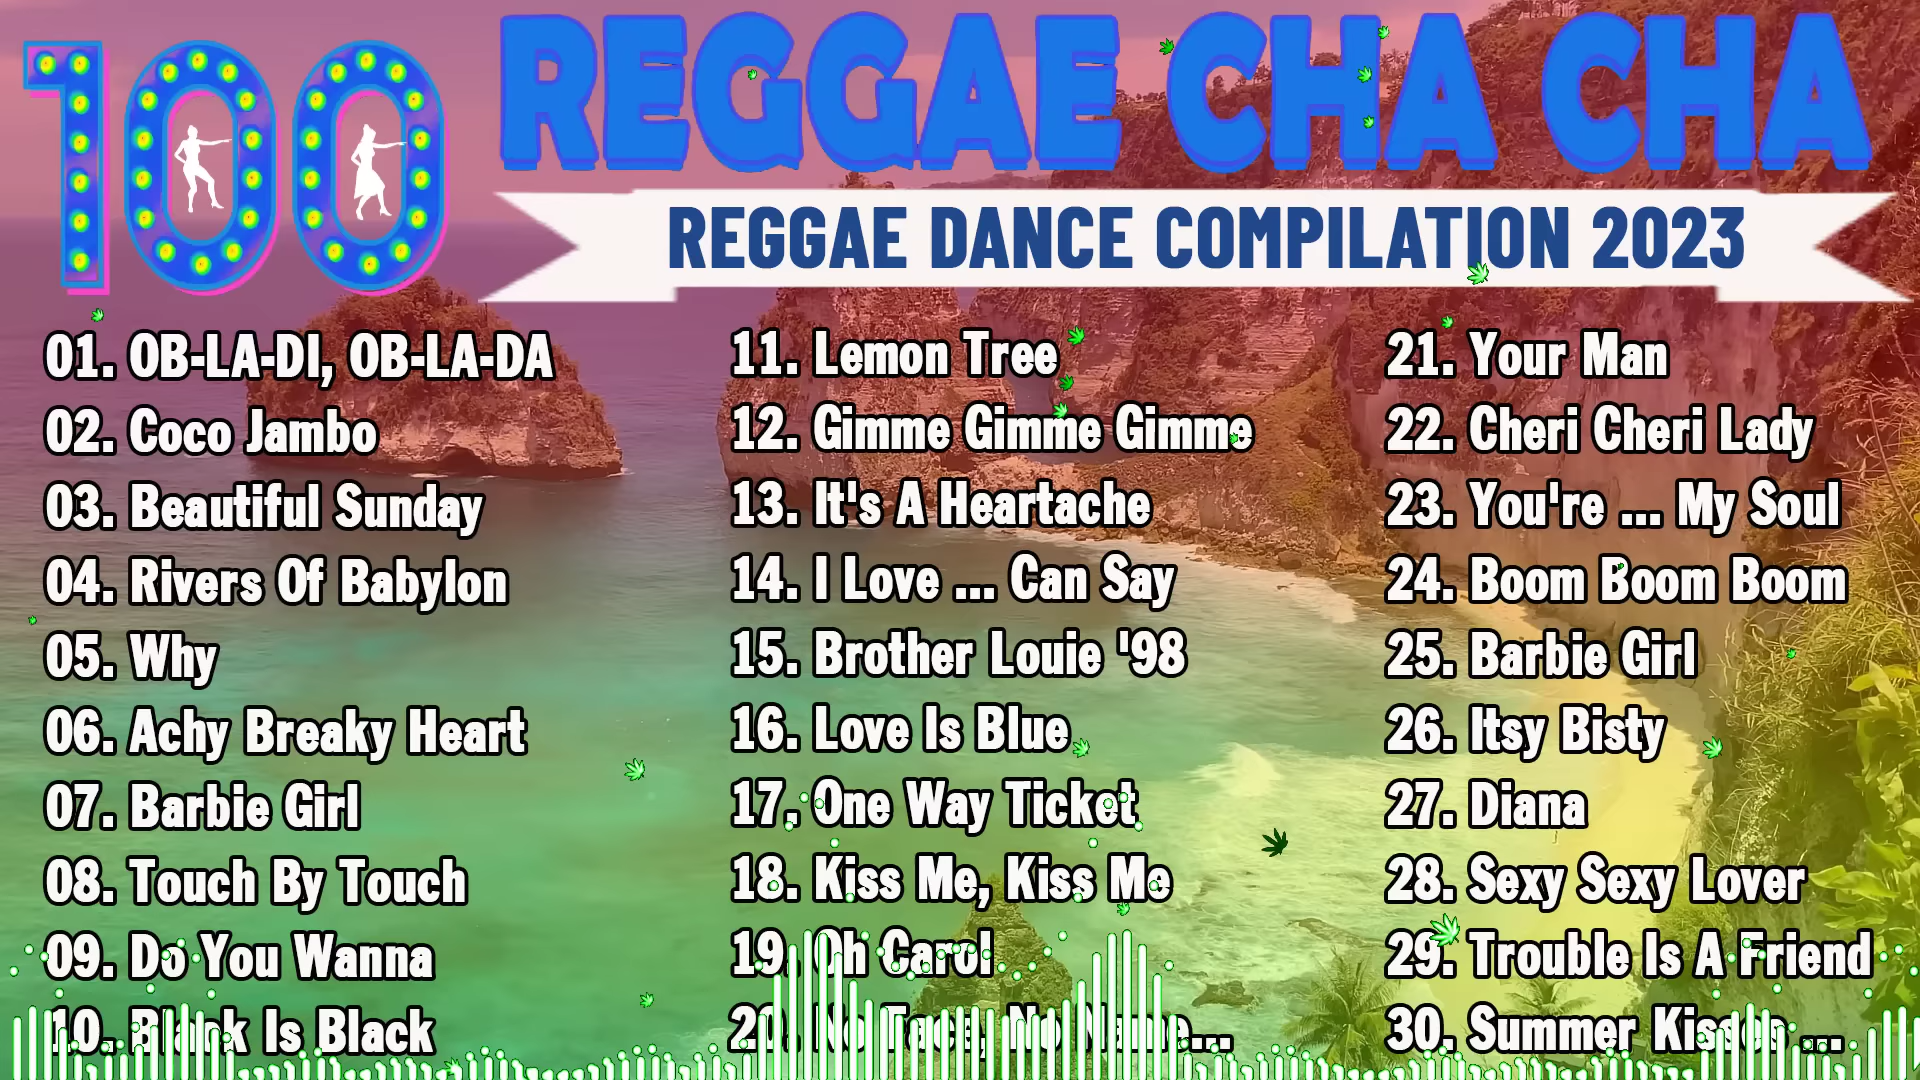 100
REGGAE CHA CHA
REGGAE DANCE COMPILATION 2023
01. OB-LA-DI, OB-LA-DA
02. Coco Jambo
03. Beautiful Sunday
04. Rivers Of Babylon
05. Why
06. Achy Breaky Heart
07. Barbie Girl
08. Touch By Touch
09. Do You Wanna
10. Black Is Black
11. Lemon Tree
12. Gimme Gimme Gimme
13. It's A Heartache
14. I Love ... Can Say
15. Brother Louie '98
16. Love Is Blue
17. One Way Ticket
18. Kiss Me, Kiss Me
19. Oh Carol
20. No Face, No Name...
21. Your Man
22. Cheri Cheri Lady
23. You're ... My Soul
24. Boom Boom Boom
25. Barbie Girl
26. Itsy Bisty
27. Diana
28. Sexy Sexy Lover
29. Trouble Is A Friend
30. Summer Kisses ...